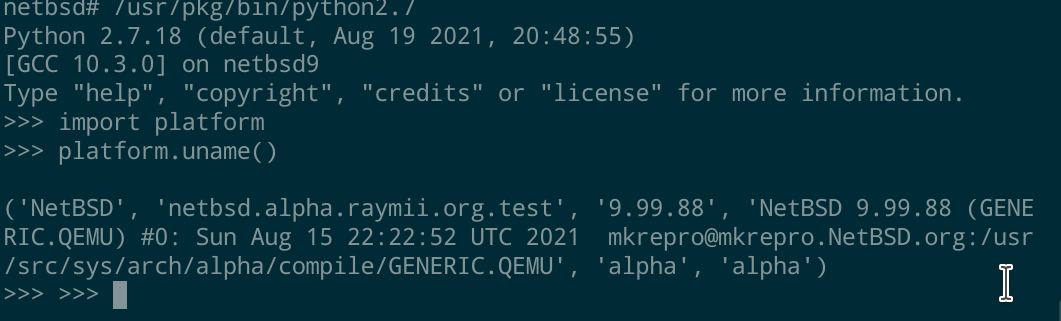 netbsd# /usr/pkg/bin/python2.7
Python 2.7.18 (default, Aug 19 2021, 20:48:55)
[GCC 10.3.0] on netbsd9
Type "help", "copyright", "credits" or "license" for more information.
>>> import platform
>>> platform.uname()
('NetBSD', 'netbsd.alpha.raymii.org.test', '9.99.88', 'NetBSD 9.99.88 (GENE
RIC.QEMU) #0: Sun Aug 15 22:22:52 UTC 2021  mkrepro@mkrepro.NetBSD.org:/usr
/src/sys/arch/alpha/compile/GENERIC.QEMU', 'alpha', 'alpha')
>>> >>>